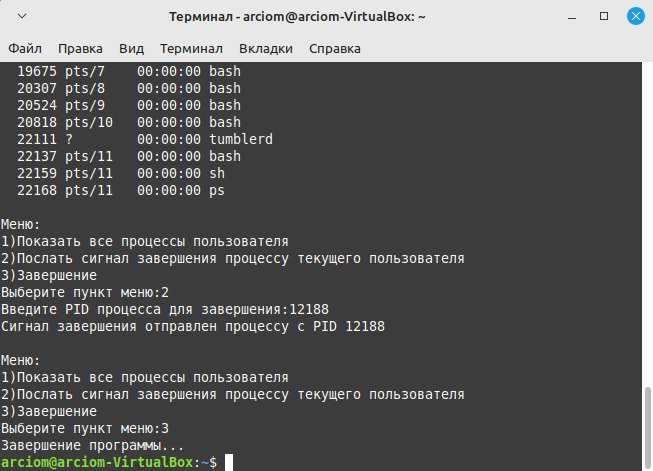 Терминал - arciom@arciom-VirtualBox: ~
Файл Правка Вид Терминал Вкладки Справка
19675 pts/7 00:00:00 bash
20307 pts/8 00:00:00 bash
20524 pts/9 00:00:00 bash
20818 pts/10 00:00:00 bash
22111 ? 00:00:00 tumblerd
22137 pts/11 00:00:00 bash
22159 pts/11 00:00:00 sh
22168 pts/11 00:00:00 ps
Меню:
1)Показать все процессы пользователя
2)Послать сигнал завершения процессу текущего пользователя
3)Завершение
Выберите пункт меню:2
Введите PID процесса для завершения:12188
Сигнал завершения отправлен процессу с PID 12188
Меню:
1)Показать все процессы пользователя
2)Послать сигнал завершения процессу текущего пользователя
3)Завершение
Выберите пункт меню:3
Завершение программы...
arciom@arciom-VirtualBox:~$